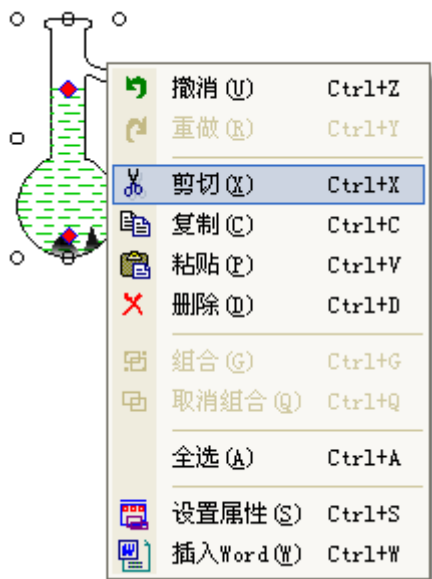 撤消(U) Ctrl+Z
重做(R) Ctrl+Y
剪切(X) Ctrl+X
复制(C) Ctrl+C
粘贴(P) Ctrl+V
删除(D) Ctrl+D
组合(G) Ctrl+G
取消组合(Q) Ctrl+Q
全选(A) Ctrl+A
设置属性(S) Ctrl+S
插入Word(W) Ctrl+W